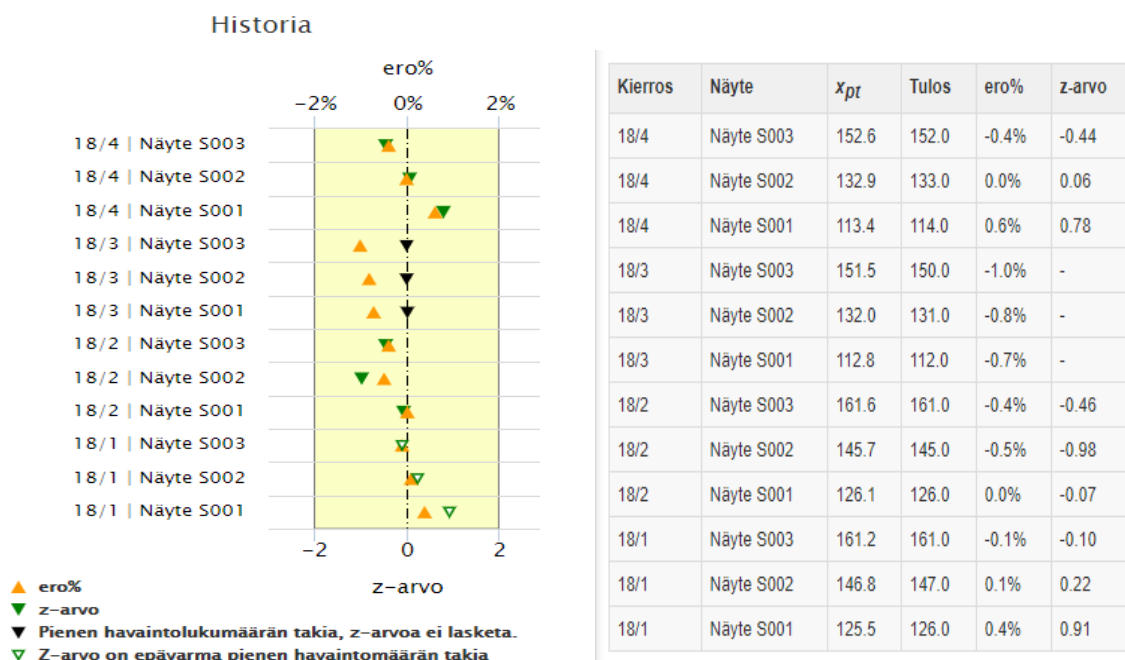 Historia
ero%
-2% 0% 2%
18/4 | Näyte S003
18/4 | Näyte S002
18/4 | Näyte S001
18/3 | Näyte S003
18/3 | Näyte S002
18/3 | Näyte S001
18/2 | Näyte S003
18/2 | Näyte S002
18/2 | Näyte S001
18/1 | Näyte S003
18/1 | Näyte S002
18/1 | Näyte S001
-2 0 2
z-arvo
ero%
z-arvo
Pienen havaintolukumäärän takia, z-arvoa ei lasketa.
Z-arvo on epävarma pienen havaintomäärän takia
Kierros Näyte xpt Tulos ero% z-arvo
18/4 Näyte S003 152.6 152.0 -0.4% -0.44
18/4 Näyte S002 132.9 133.0 0.0% 0.06
18/4 Näyte S001 113.4 114.0 0.6% 0.78
18/3 Näyte S003 151.5 150.0 -1.0% -
18/3 Näyte S002 132.0 131.0 -0.8% -
18/3 Näyte S001 112.8 112.0 -0.7% -
18/2 Näyte S003 161.6 161.0 -0.4% -0.46
18/2 Näyte S002 145.7 145.0 -0.5% -0.98
18/2 Näyte S001 126.1 126.0 0.0% -0.07
18/1 Näyte S003 161.2 161.0 -0.1% -0.10
18/1 Näyte S002 146.8 147.0 0.1% 0.22
18/1 Näyte S001 125.5 126.0 0.4% 0.91